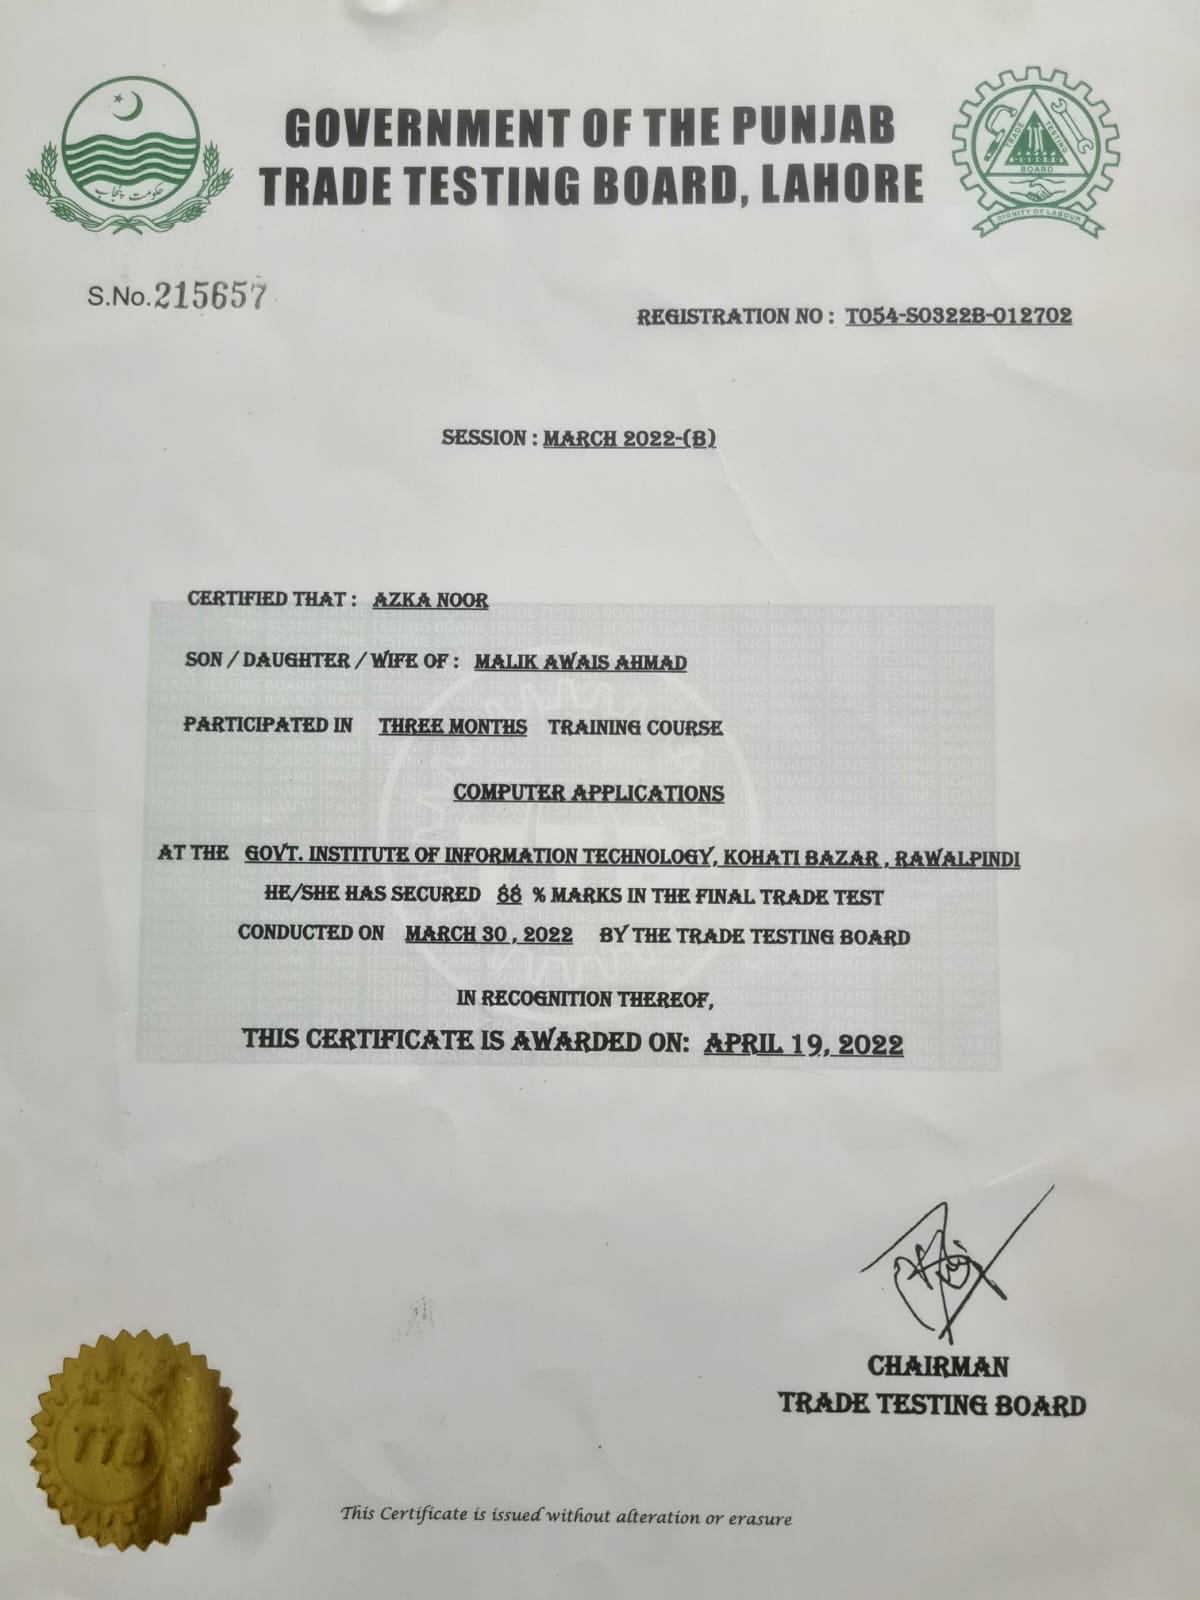 GOVERNMENT OF THE PUNJAB
TRADE TESTING BOARD, LAHORE
حکومت پنجاب
TRADE TESTING
BOARD
DIGNITY OF LABOUR
S.No.215657
REGISTRATION NO : T054-S0322B-012702
SESSION : MARCH 2022-(B)
CERTIFIED THAT : AZKA NOOR
SON / DAUGHTER / WIFE OF : MALIK AWAIS AHMAD
PARTICIPATED IN THREE MONTHS TRAINING COURSE
COMPUTER APPLICATIONS
AT THE GOVT. INSTITUTE OF INFORMATION TECHNOLOGY, KOHATI BAZAR , RAWALPINDI
HE/SHE HAS SECURED 88 % MARKS IN THE FINAL TRADE TEST
CONDUCTED ON MARCH 30 , 2022 BY THE TRADE TESTING BOARD
IN RECOGNITION THEREOF,
THIS CERTIFICATE IS AWARDED ON: APRIL 19, 2022
CHAIRMAN
TRADE TESTING BOARD
TTB
This Certificate is issued without alteration or erasure